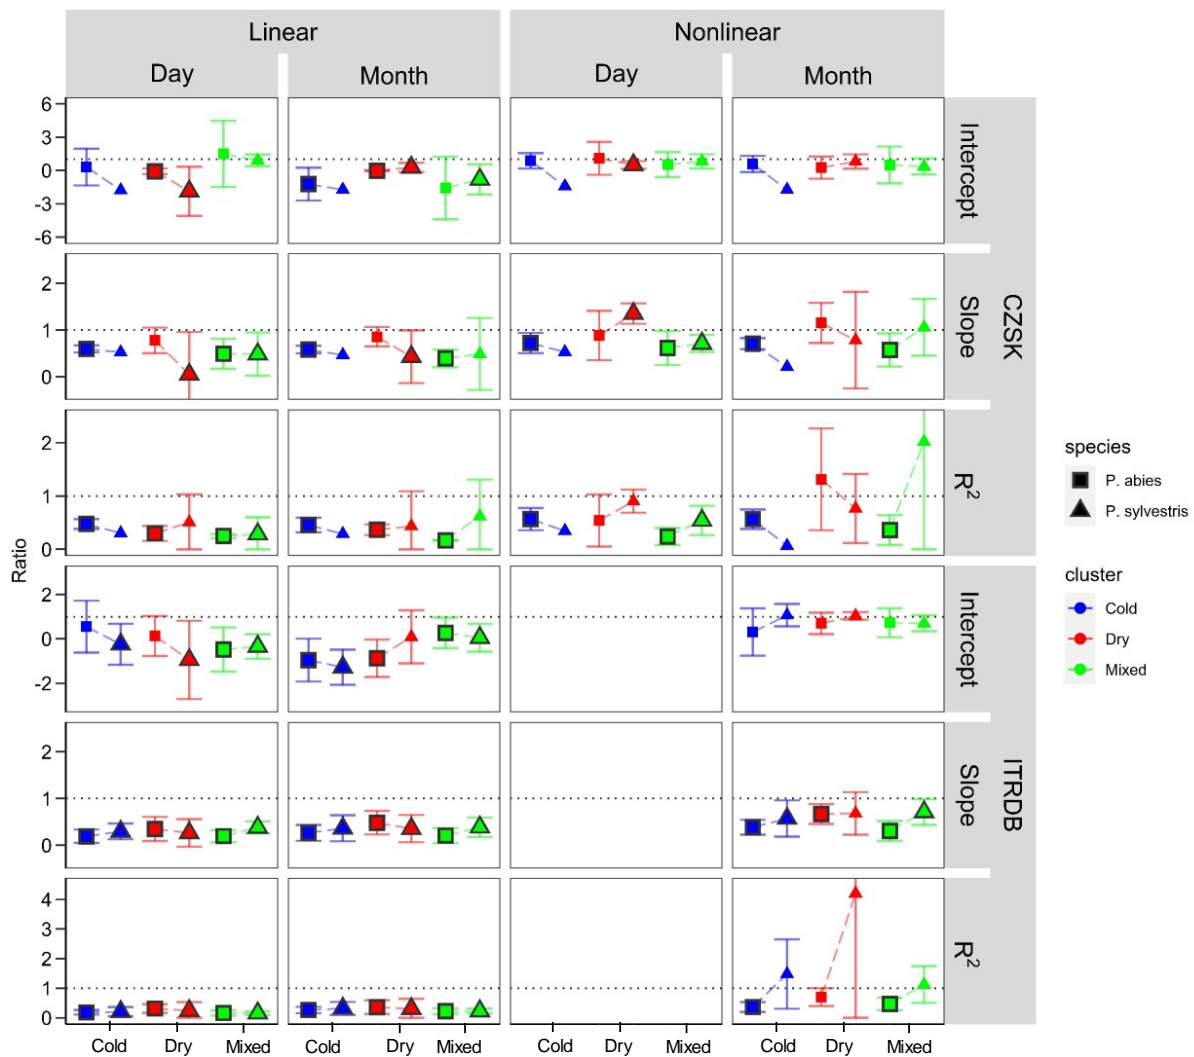 Linear Nonlinear
Day Month Day Month
6
3
0
-3
-6
Intercept
2
1
0
Slope
CZSK
2
1
0
R²
Ratio
2
0
-2
Intercept
2
1
0
Slope
ITRDB
4
3
2
1
0
R²
Cold Dry Mixed Cold Dry Mixed Cold Dry Mixed Cold Dry Mixed
species
P. abies
P. sylvestris
cluster
Cold
Dry
Mixed